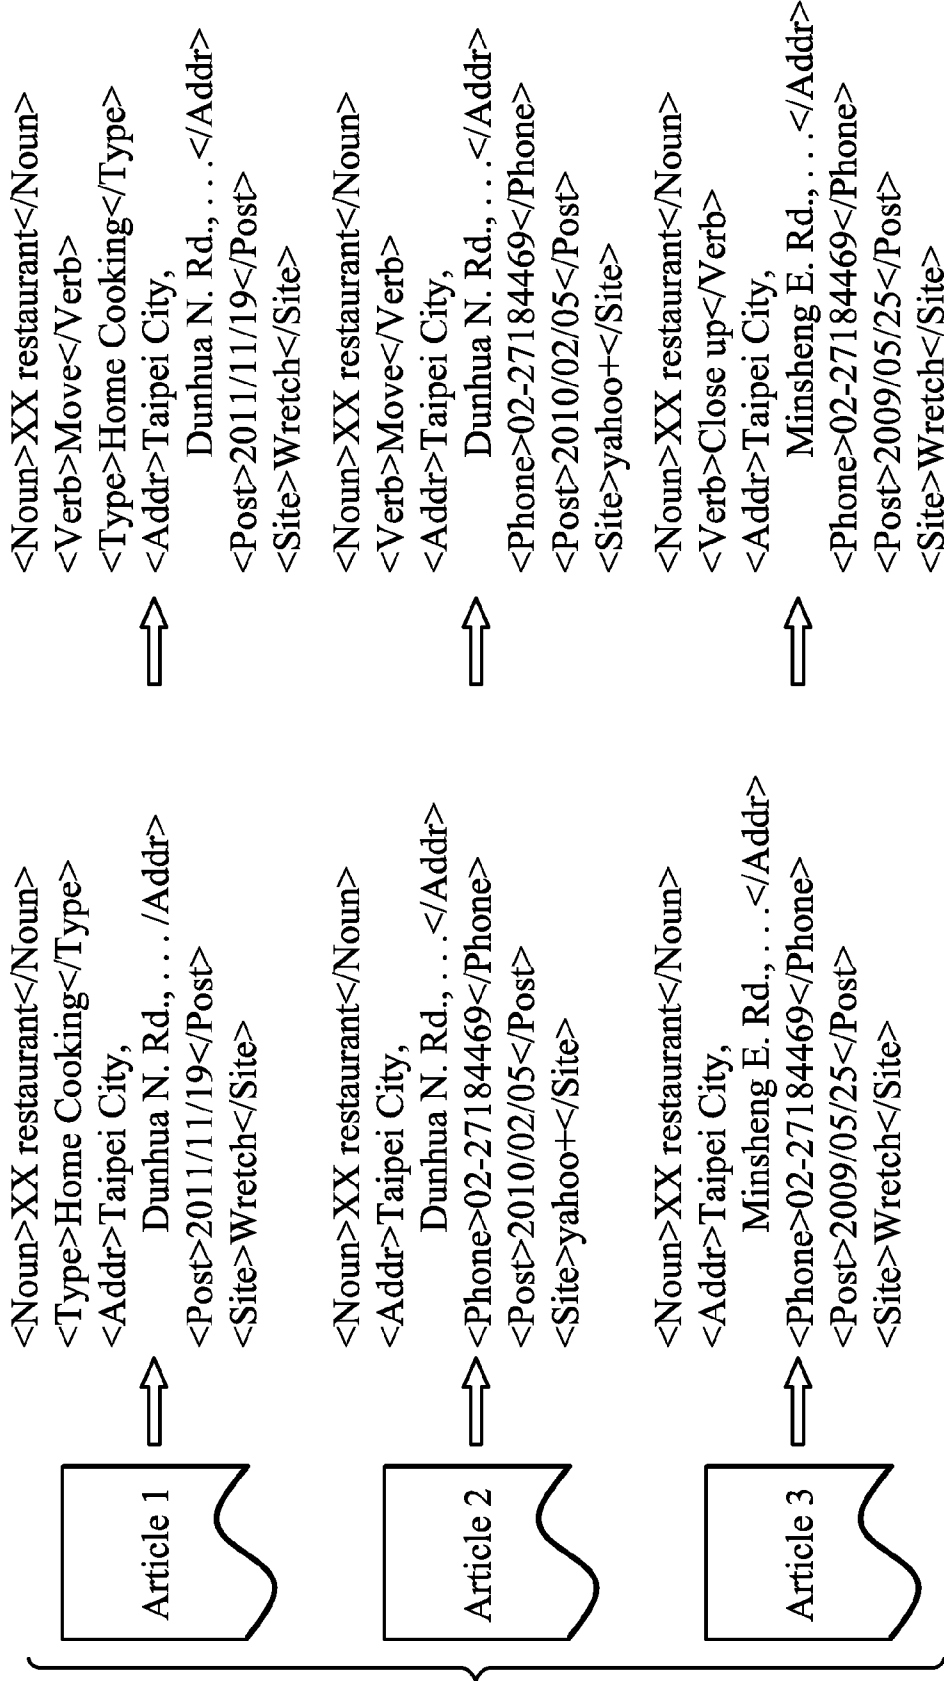 Article 1
<Noun>XX restaurant</Noun>
<Type>Home Cooking</Type>
<Addr>Taipei City,
Dunhua N. Rd.,..../Addr>
<Post>2011/11/19</Post>
<Site>Wretch</Site>
<Noun>XX restaurant</Noun>
<Verb>Move</Verb>
<Type>Home Cooking</Type>
<Addr>Taipei City,
Dunhua N. Rd.,....</Addr>
<Post>2011/11/19</Post>
<Site>Wretch</Site>
Article 2
<Noun>XX restaurant</Noun>
<Addr>Taipei City,
Dunhua N. Rd.,....</Addr>
<Phone>02-27184469</Phone>
<Post>2010/02/05</Post>
<Site>yahoo+</Site>
<Noun>XX restaurant</Noun>
<Verb>Move</Verb>
<Addr>Taipei City,
Dunhua N. Rd.,....</Addr>
<Phone>02-27184469</Phone>
<Post>2010/02/05</Post>
<Site>yahoo+</Site>
Article 3
<Noun>XX restaurant</Noun>
<Addr>Taipei City,
Minsheng E. Rd.,....</Addr>
<Phone>02-27184469</Phone>
<Post>2009/05/25</Post>
<Site>Wretch</Site>
<Noun>XX restaurant</Noun>
<Verb>Close up</Verb>
<Addr>Taipei City,
Minsheng E. Rd.,....</Addr>
<Phone>02-27184469</Phone>
<Post>2009/05/25</Post>
<Site>Wretch</Site>